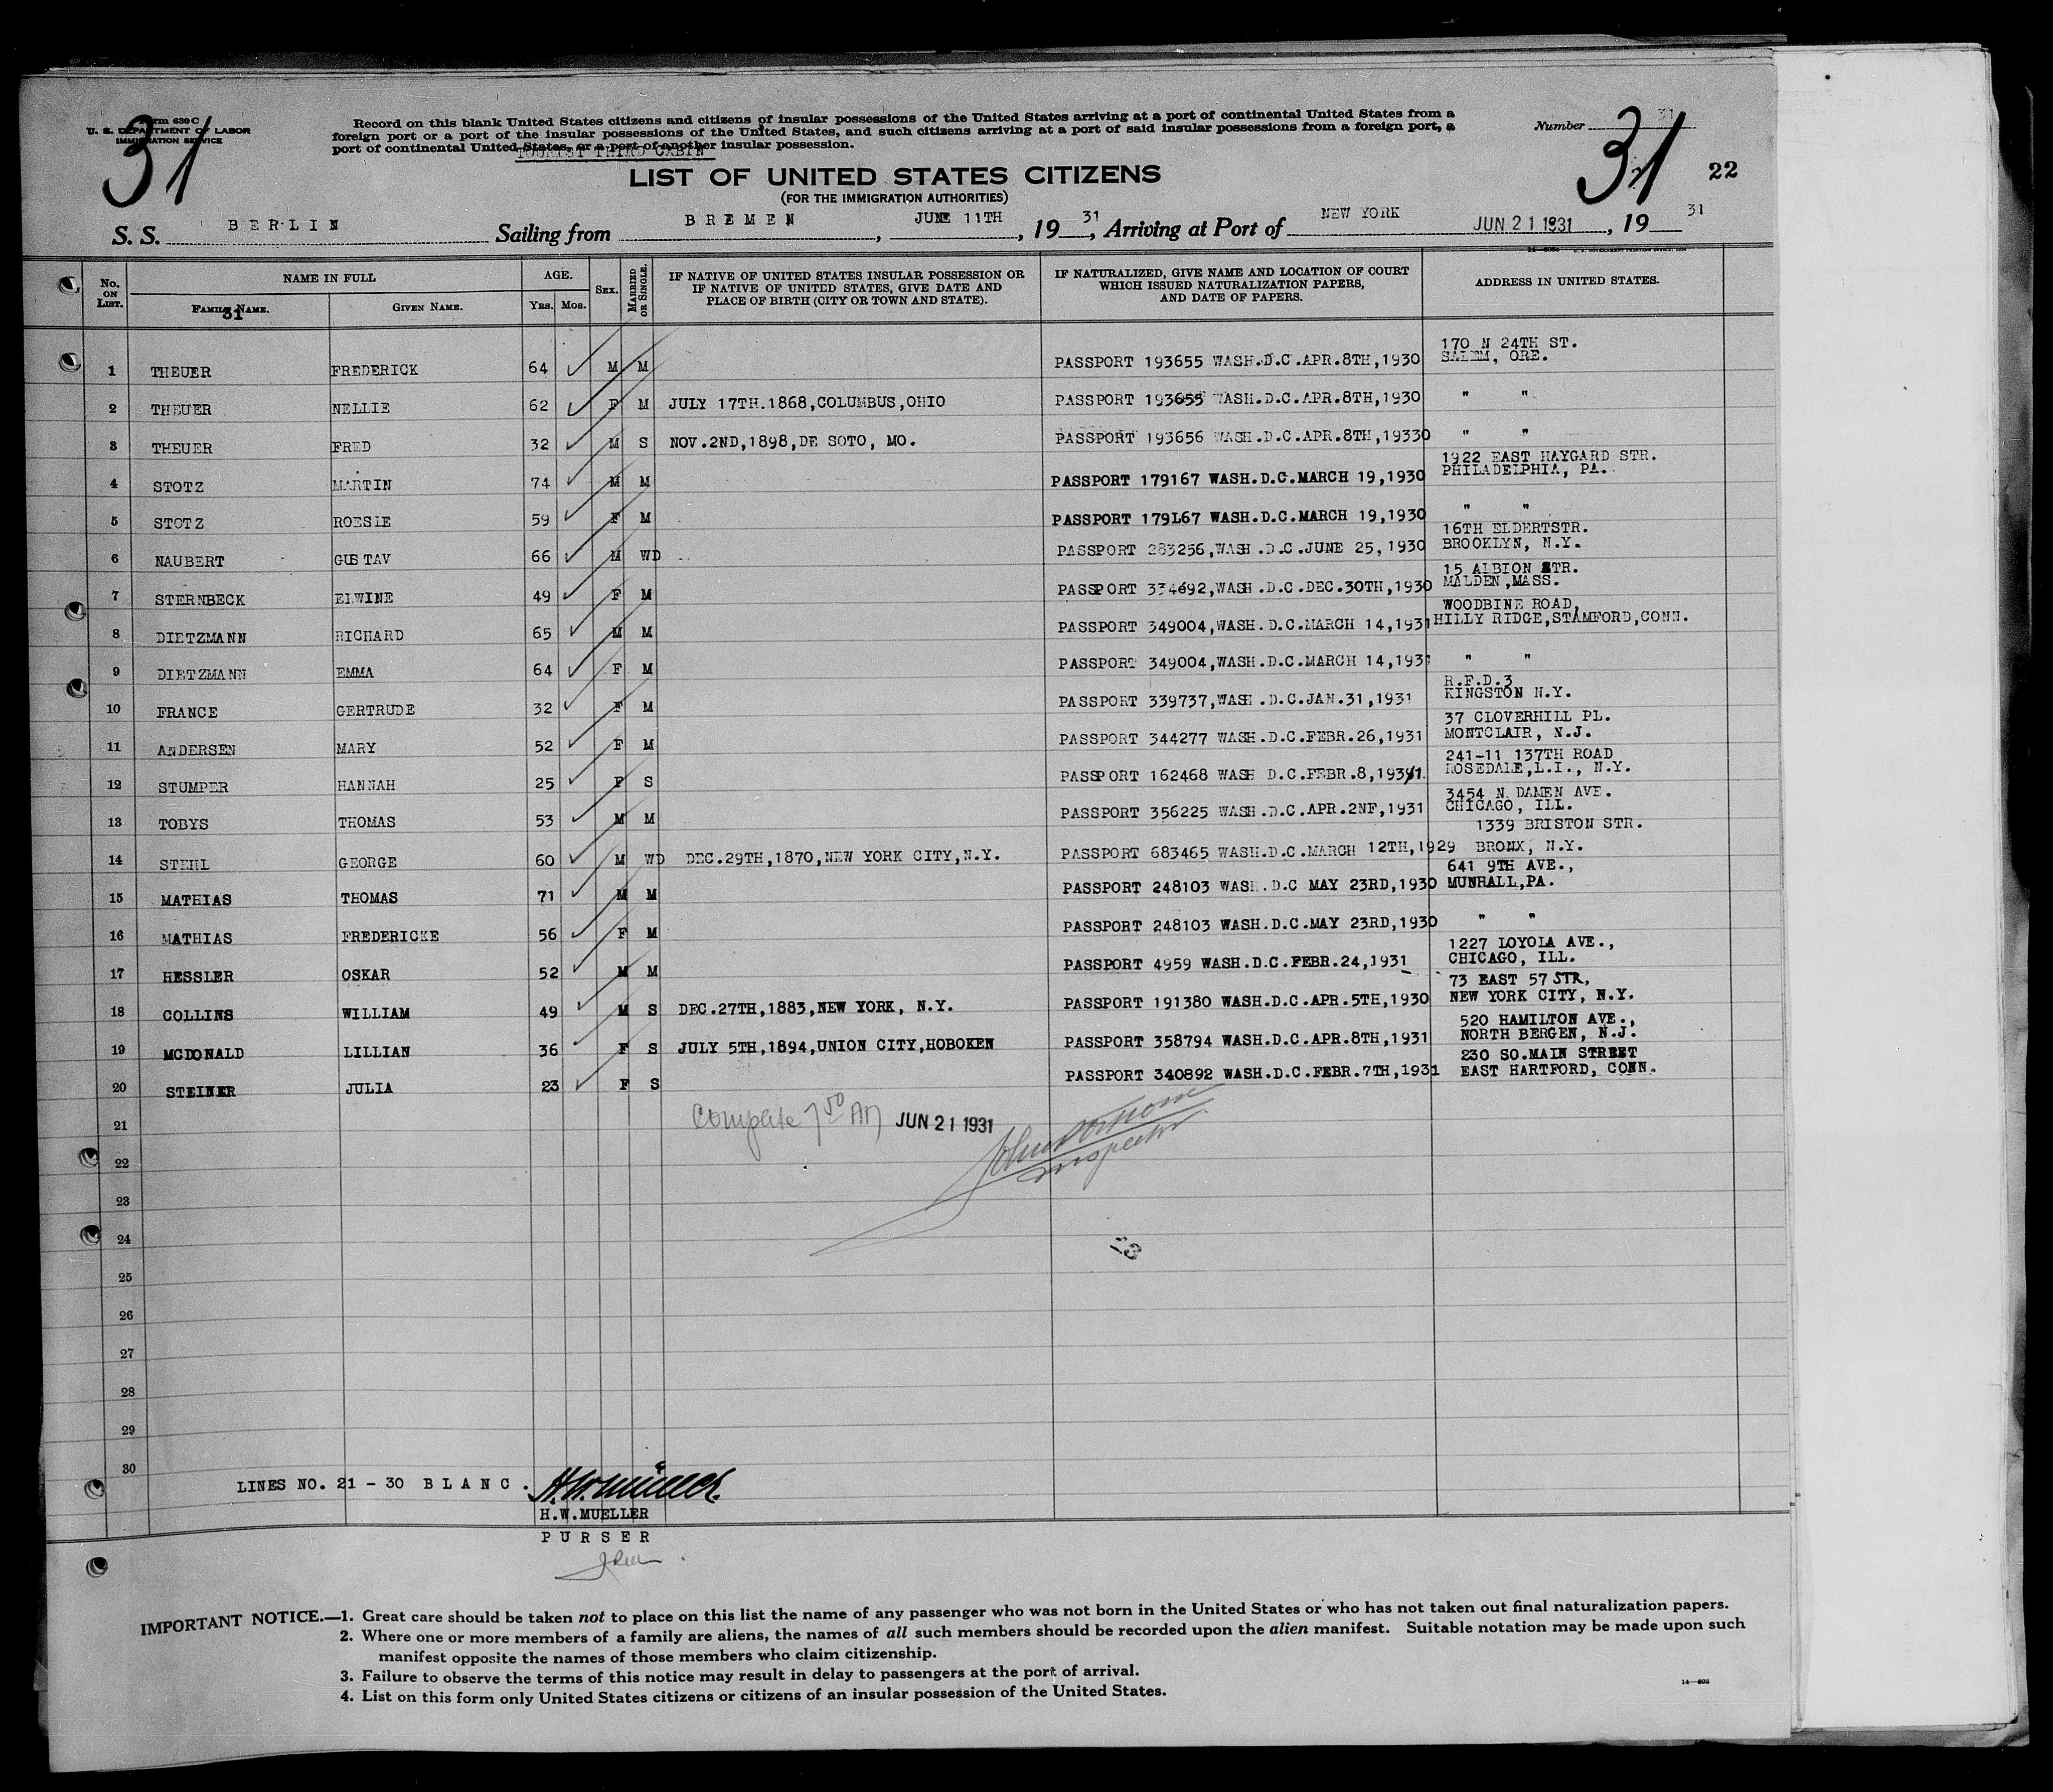 Form 630 C
U. S. DEPARTMENT OF LABOR
IMMIGRATION SERVICE
31
Record on this blank United States citizens and citizens of insular possessions of the United States arriving at a port of continental United States from a
foreign port or a port of the insular possessions of the United States, and such citizens arriving at a port of said insular possessions from a foreign port, a
port of continental United States, or a port of another insular possession.
TOURIST THIRD CABIN
Number 31
31
22
LIST OF UNITED STATES CITIZENS
(FOR THE IMMIGRATION AUTHORITIES)
S. S. BERLIN Sailing from BREMEN, JUNE 11TH, 1931, Arriving at Port of NEW YORK JUN 21 1931, 1931
No. ON LIST. NAME IN FULL AGE. SEX. MARRIED OR SINGLE. IF NATIVE OF UNITED STATES INSULAR POSSESSION OR IF NATIVE OF UNITED STATES, GIVE DATE AND PLACE OF BIRTH (CITY OR TOWN AND STATE). IF NATURALIZED, GIVE NAME AND LOCATION OF COURT WHICH ISSUED NATURALIZATION PAPERS, AND DATE OF PAPERS. ADDRESS IN UNITED STATES.
FAMILY NAME. GIVEN NAME. Yrs. Mos.
31
1 THEUER FREDERICK 64 M M PASSPORT 193655 WASH.D.C.APR.8TH,1930 170 N 24TH ST. SALEM, ORE.
2 THEUER NELLIE 62 F M JULY 17TH.1868,COLUMBUS,OHIO PASSPORT 193655 WASH.D.C.APR.8TH,1930 " "
3 THEUER FRED 32 M S NOV.2ND,1898,DE SOTO, MO. PASSPORT 193656 WASH.D.C.APR.8TH,19330 " "
4 STOTZ MARTIN 74 M M PASSPORT 179167 WASH.D.C.MARCH 19,1930 1922 EAST HAYGARD STR. PHILADELPHIA, PA.
5 STOTZ ROESIE 59 F M PASSPORT 179L67 WASH.D.C.MARCH 19,1930 " "
6 NAUBERT GUSTAV 66 M WD PASSPORT 283256,WASH.D.C.JUNE 25,1930 16TH ELDERTSTR. BROOKLYN, N.Y.
7 STERNBECK ELWINE 49 F M PASSPORT 334692,WASH.D.C.DEC.30TH,1930 15 ALBION STR. MALDEN,MASS.
8 DIETZMANN RICHARD 65 M M PASSPORT 349004,WASH.D.C.MARCH 14,1931 WOODBINE ROAD, HILLY RIDGE,STAMFORD,CONN.
9 DIETZMANN EMMA 64 F M PASSPORT 349004,WASH.D.C.MARCH 14,1931 " "
10 FRANCE GERTRUDE 32 F M PASSPORT 339737,WASH.D.C.JAN.31,1931 R.F.D.3 KINGSTON N.Y.
11 ANDERSEN MARY 52 F M PASSPORT 344277 WASH.D.C.FEBR.26,1931 37 CLOVERHILL PL. MONTCLAIR, N.J.
12 STUMPER HANNAH 25 F S PASSPORT 162468 WASH D.C.FEBR.8,1931 241-11 137TH ROAD ROSEDALE,L.I., N.Y.
13 TOBYS THOMAS 53 M M PASSPORT 356225 WASH.D.C.APR.2NF,1931 3454 N. DAMEN AVE. CHICAGO, ILL.
14 STEHL GEORGE 60 M WD DEC.29TH,1870,NEW YORK CITY,N.Y. PASSPORT 683465 WASH.D.C.MARCH 12TH,1929 1339 BRISTON STR. BRONX, N.Y.
15 MATHIAS THOMAS 71 M M PASSPORT 248103 WASH.D.C MAY 23RD,1930 641 9TH AVE., MUNHALL,PA.
16 MATHIAS FREDERICKE 56 F M PASSPORT 248103 WASH.D.C.MAY 23RD,1930 " "
17 HESSLER OSKAR 52 M M PASSPORT 4959 WASH.D.C.FEBR.24,1931 1227 LOYOLA AVE., CHICAGO, ILL.
18 COLLINS WILLIAM 49 M S DEC.27TH,1883,NEW YORK, N.Y. PASSPORT 191380 WASH.D.C.APR.5TH,1930 73 EAST 57 STR, NEW YORK CITY, N.Y.
19 MCDONALD LILLIAN 36 F S JULY 5TH,1894,UNION CITY,HOBOKEN PASSPORT 358794 WASH.D.C.APR.8TH,1931 520 HAMILTON AVE., NORTH BERGEN, N.J.
20 STEINER JULIA 23 F S PASSPORT 340892 WASH.D.C.FEBR.7TH,1931 230 SO.MAIN STREET EAST HARTFORD, CONN.
21 Complete 7 50 AM JUN 21 1931
Inspector
22
23
24
25
26
27
28
29
30
LINES NO. 21 - 30 BLANC.
H.W.MUELLER
PURSER
IMPORTANT NOTICE.—1. Great care should be taken not to place on this list the name of any passenger who was not born in the United States or who has not taken out final naturalization papers.
2. Where one or more members of a family are aliens, the names of all such members should be recorded upon the alien manifest. Suitable notation may be made upon such
manifest opposite the names of those members who claim citizenship.
3. Failure to observe the terms of this notice may result in delay to passengers at the port of arrival.
4. List on this form only United States citizens or citizens of an insular possession of the United States.